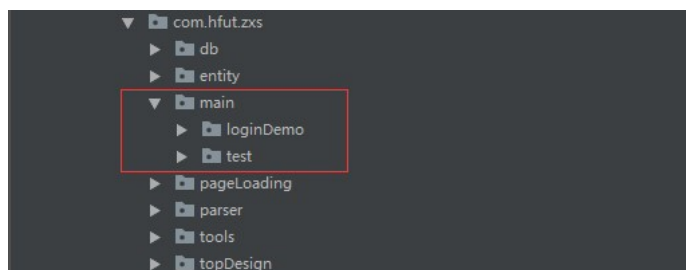 com.hfut.zxs
db
entity
main
loginDemo
test
pageLoading
parser
tools
topDesign